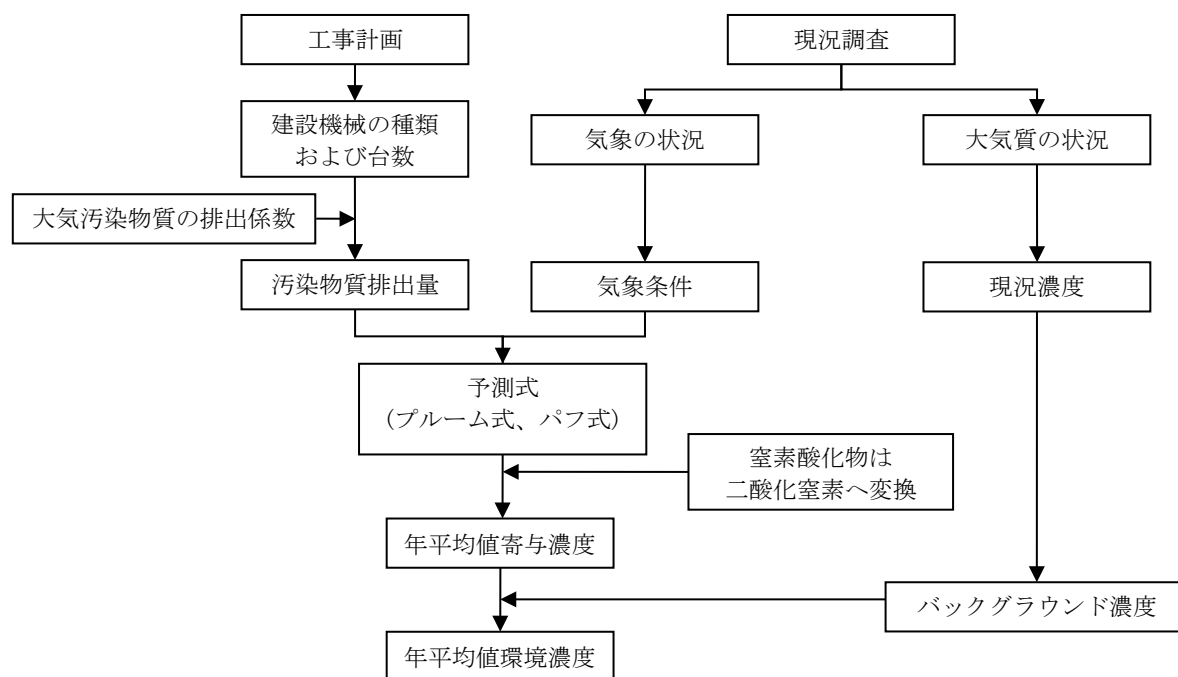 工事計画
現況調査
建設機械の種類
および台数
気象の状況
大気質の状況
大気汚染物質の排出係数
汚染物質排出量
気象条件
現況濃度
予測式
（プルーム式、パフ式）
窒素酸化物は
二酸化窒素へ変換
年平均値寄与濃度
バックグラウンド濃度
年平均値環境濃度